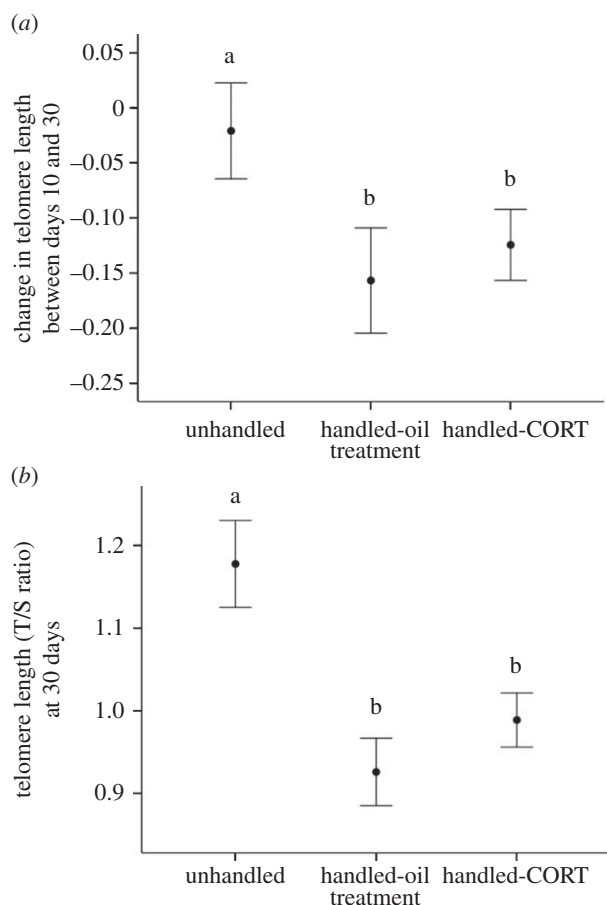 (a)
change in telomere length
between days 10 and 30
0.05
0
–0.05
–0.10
–0.15
–0.20
–0.25
a
b
b
unhandled
handled-oil
handled-CORT
treatment
(b)
telomere length (T/S ratio)
at 30 days
1.2
1.1
1.0
0.9
a
b
b
unhandled
handled-oil
handled-CORT
treatment